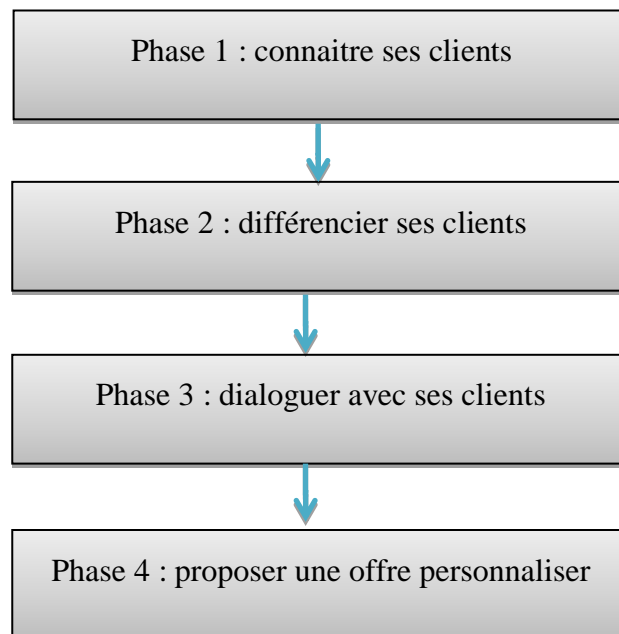 Phase 1 : connaitre ses clients
Phase 2 : différencier ses clients
Phase 3 : dialoguer avec ses clients
Phase 4 : proposer une offre personnaliser